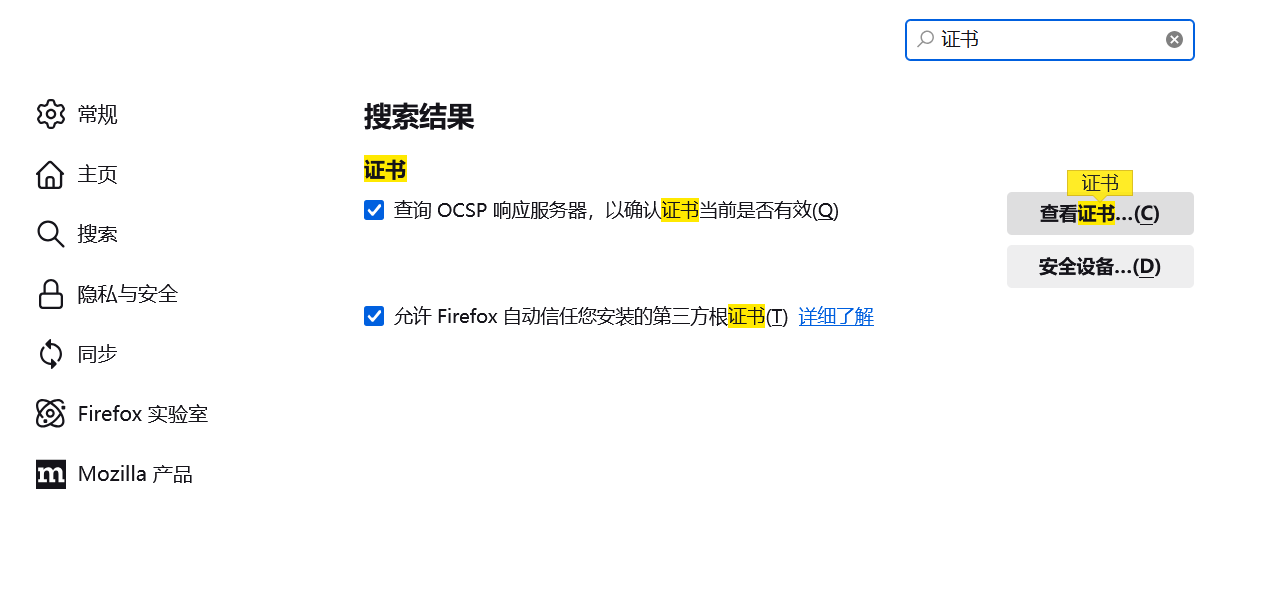 证书
常规
主页
搜索
隐私与安全
同步
Firefox 实验室
Mozilla 产品
搜索结果
证书
查询 OCSP 响应服务器，以确认证书当前是否有效(Q)
证书
查看证书...(C)
安全设备...(D)
允许 Firefox 自动信任您安装的第三方根证书(T) 详细了解